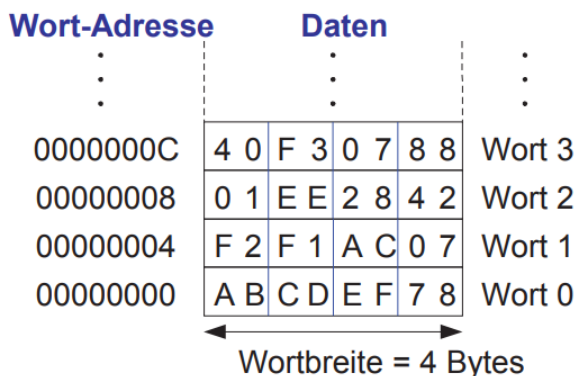 Wort-Adresse Daten
0000000C 4 0 F 3 0 7 8 8 Wort 3
00000008 0 1 E E 2 8 4 2 Wort 2
00000004 F 2 F 1 A C 0 7 Wort 1
00000000 A B C D E F 7 8 Wort 0
Wortbreite = 4 Bytes